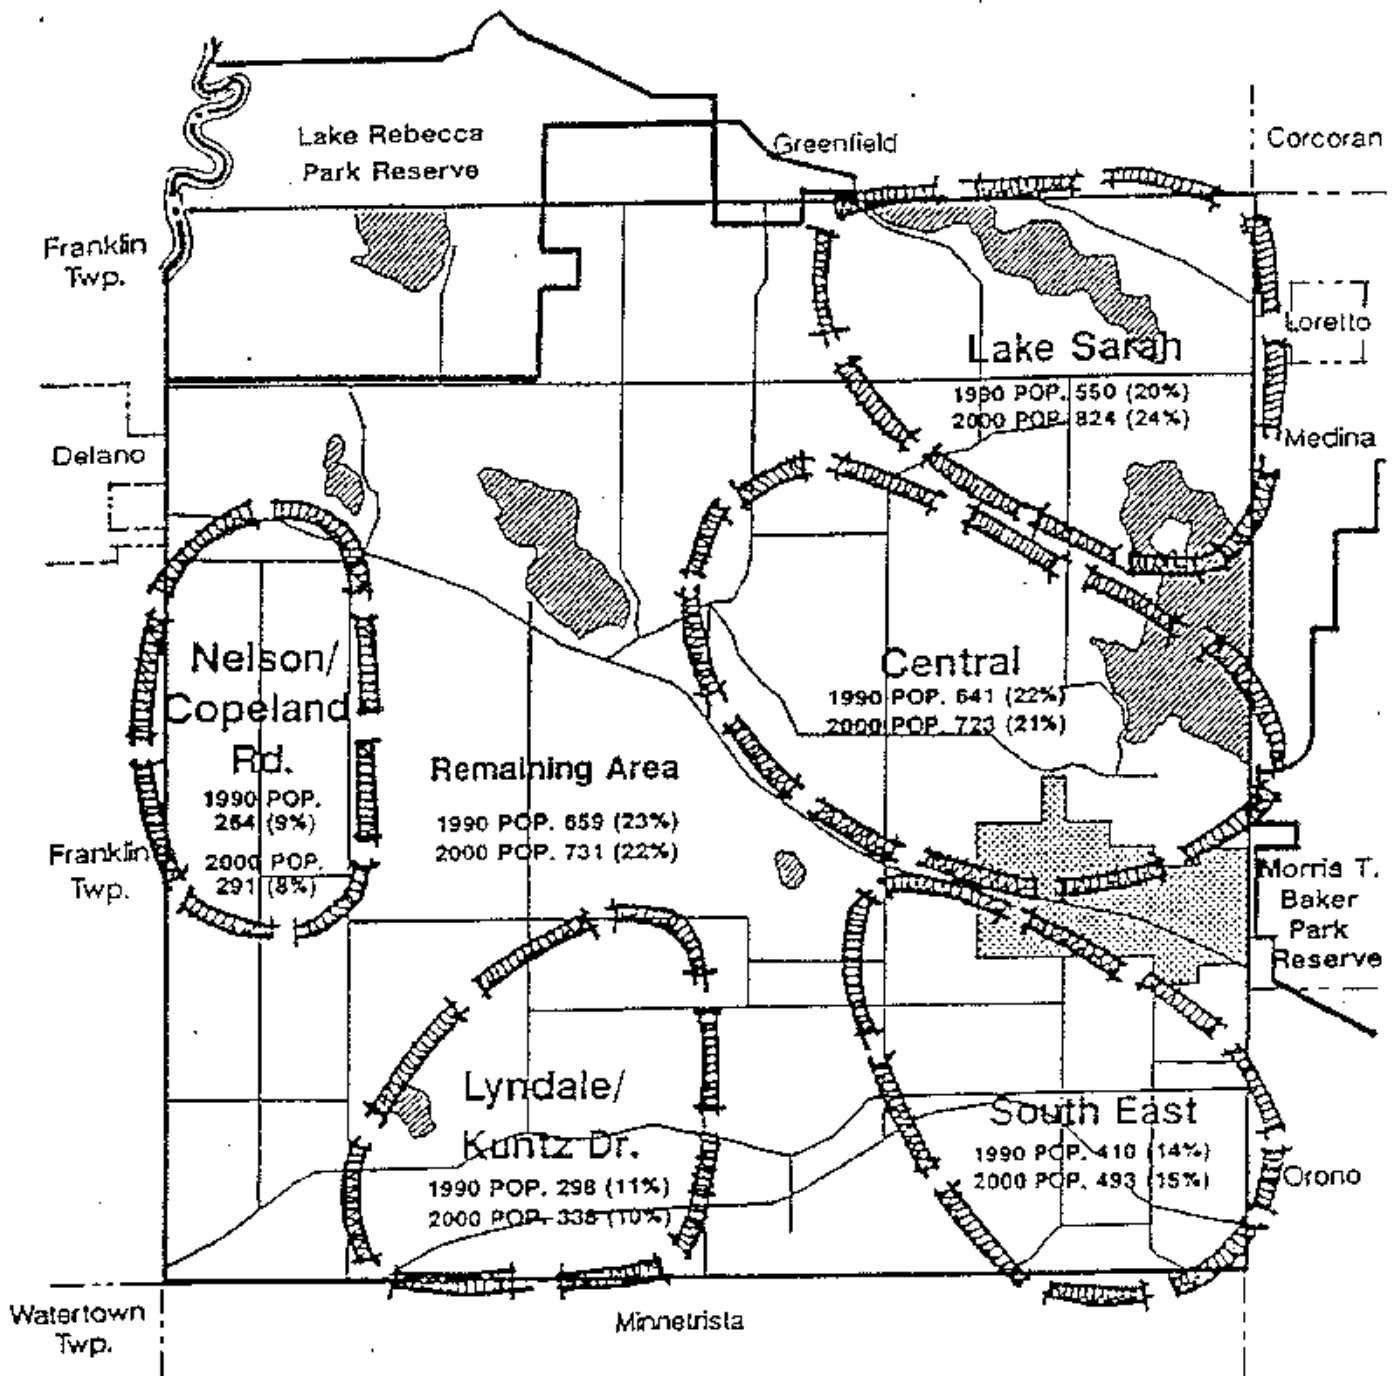 Lake Rebecca
Park Reserve
Greenfield
Corcoran
Franklin
Twp.
Loretto
Lake Sarah
1990 POP. 550 (20%)
2000 POP. 824 (24%)
Delano
Medina
Nelson/
Copeland
Rd.
1990 POP.
264 (9%)
2000 POP.
291 (8%)
Central
1990 POP. 641 (22%)
2000 POP. 723 (21%)
Remaining Area
1990 POP. 659 (23%)
2000 POP. 731 (22%)
Franklin
Twp.
Morris T.
Baker
Park
Reserve
Lyndale/
Kuntz Dr.
1990 POP. 298 (11%)
2000 POP. 338 (10%)
South East
1990 POP. 410 (14%)
2000 POP. 493 (15%)
Orono
Watertown
Twp.
Minnetrista